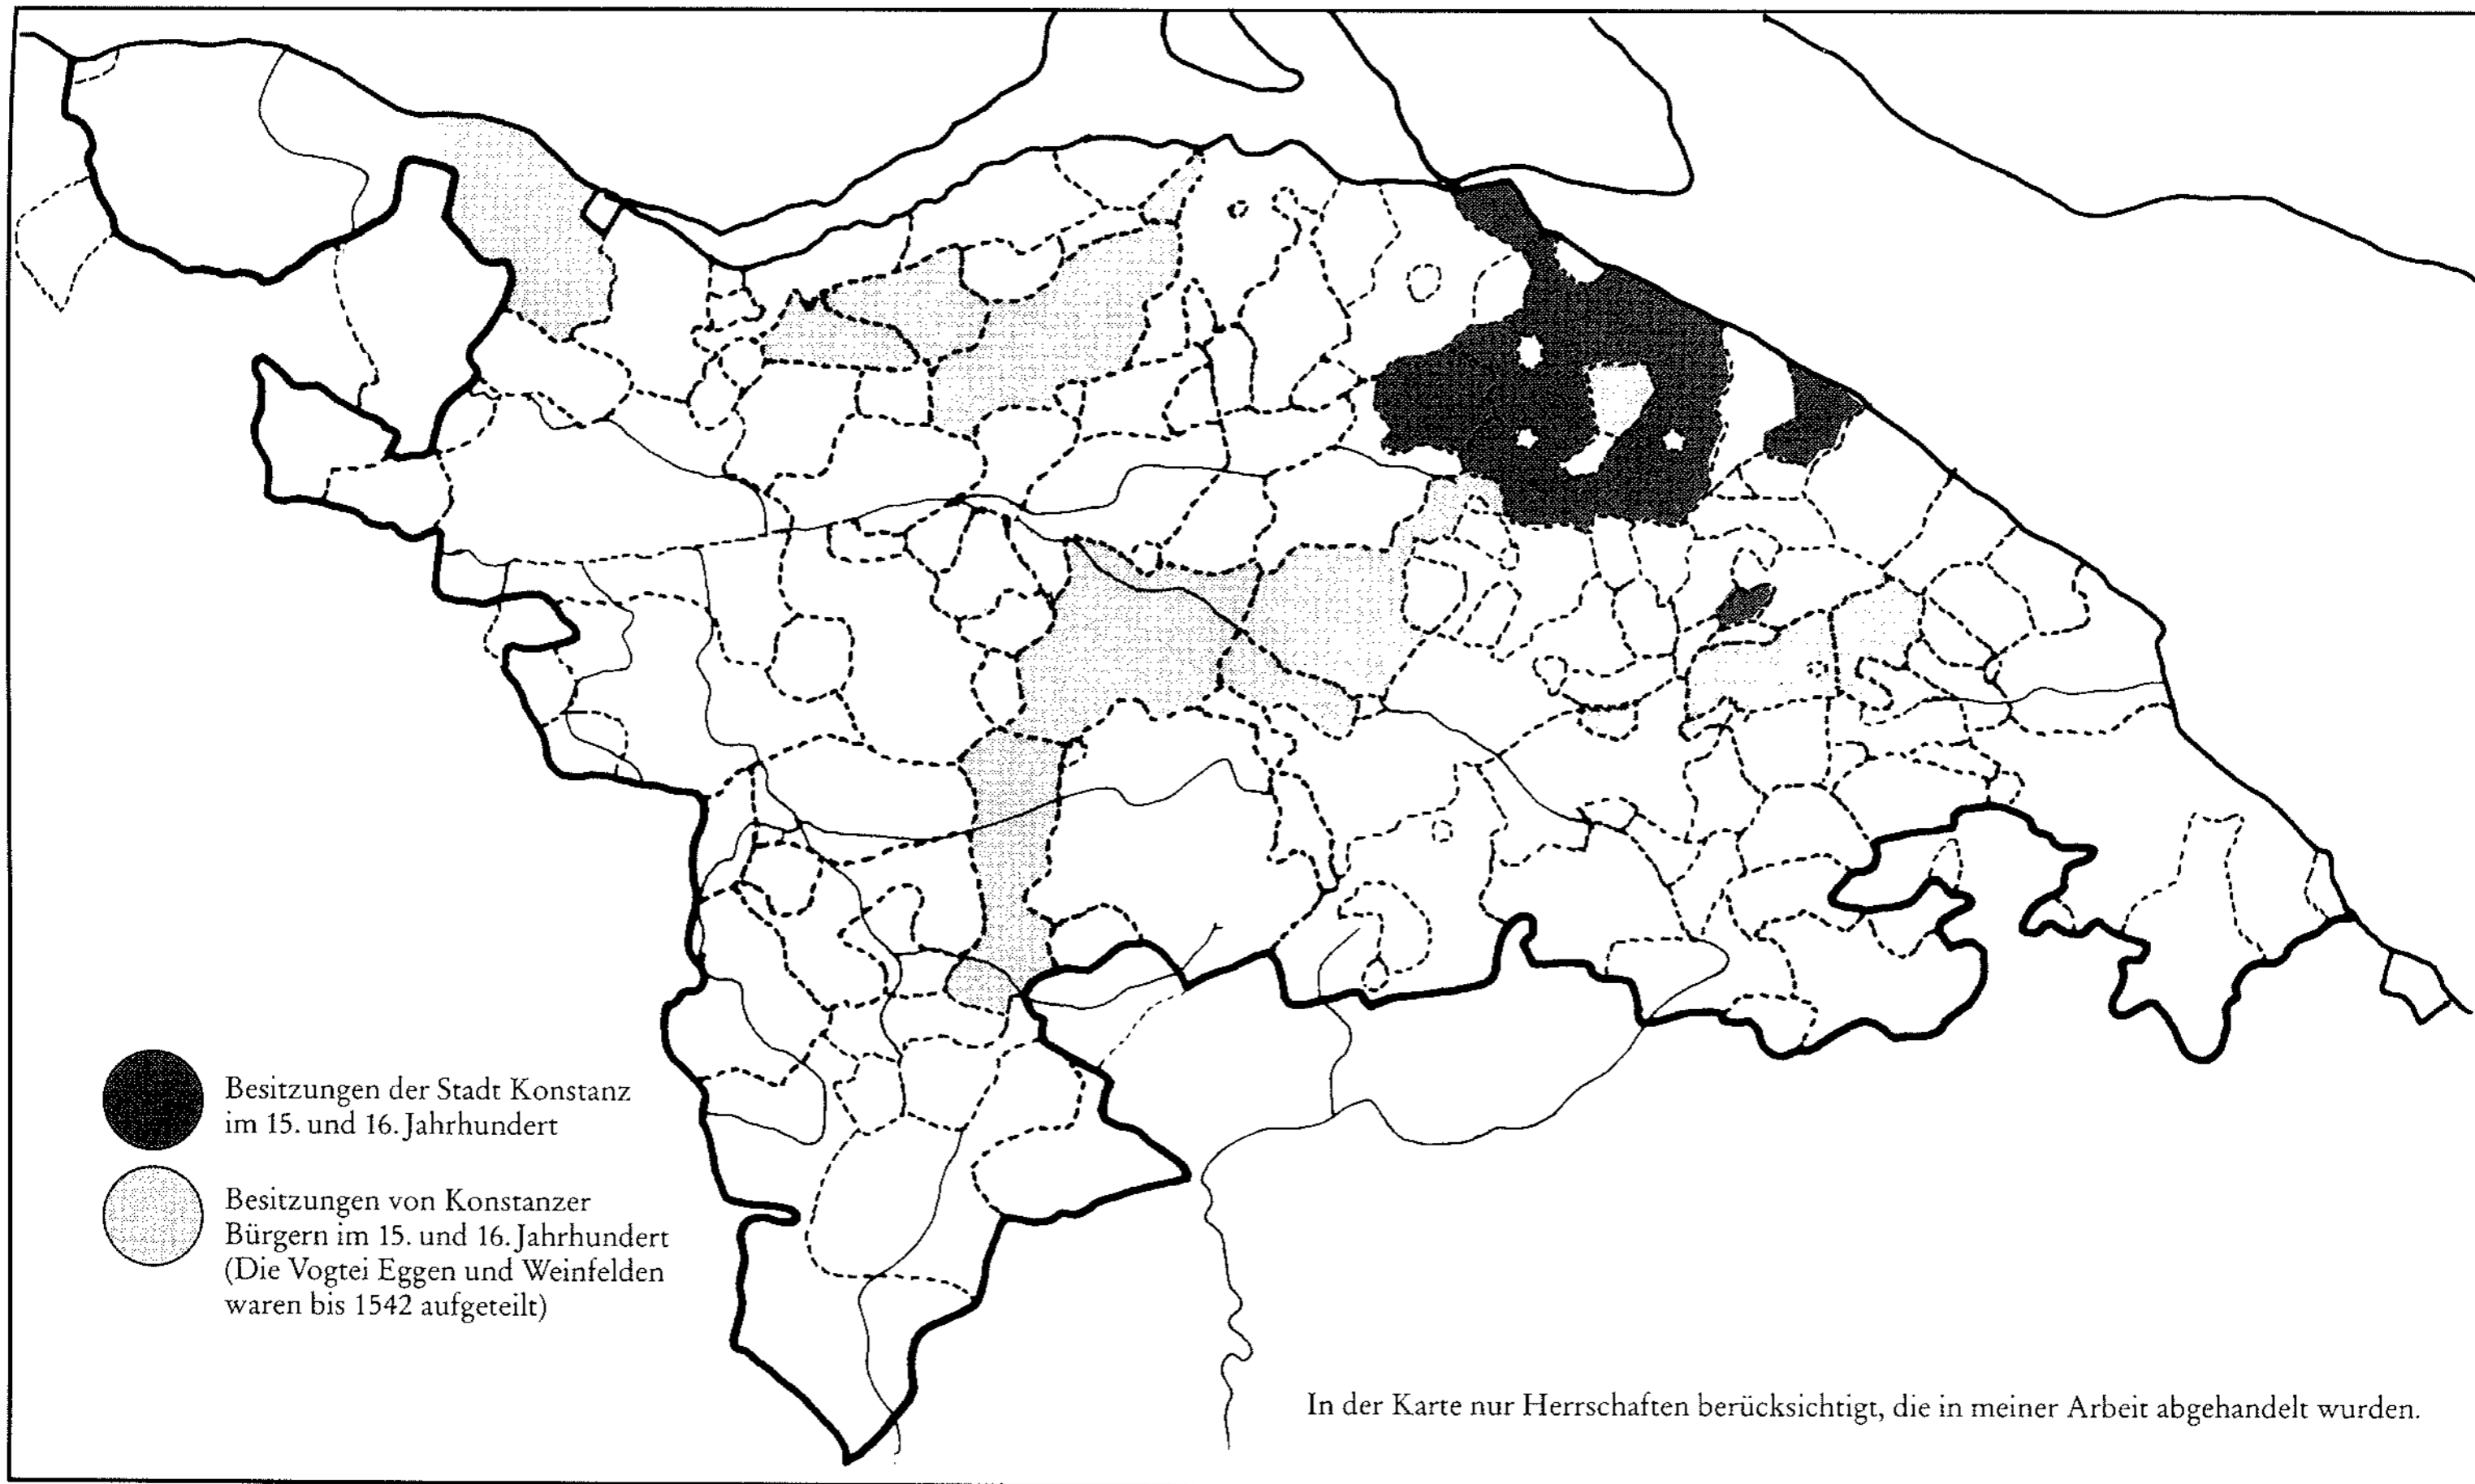 Besitzungen der Stadt Konstanz
im 15. und 16. Jahrhundert
Besitzungen von Konstanzer
Bürgern im 15. und 16. Jahrhundert
(Die Vogtei Eggen und Weinfelden
waren bis 1542 aufgeteilt)
In der Karte nur Herrschaften berücksichtigt, die in meiner Arbeit abgehandelt wurden.